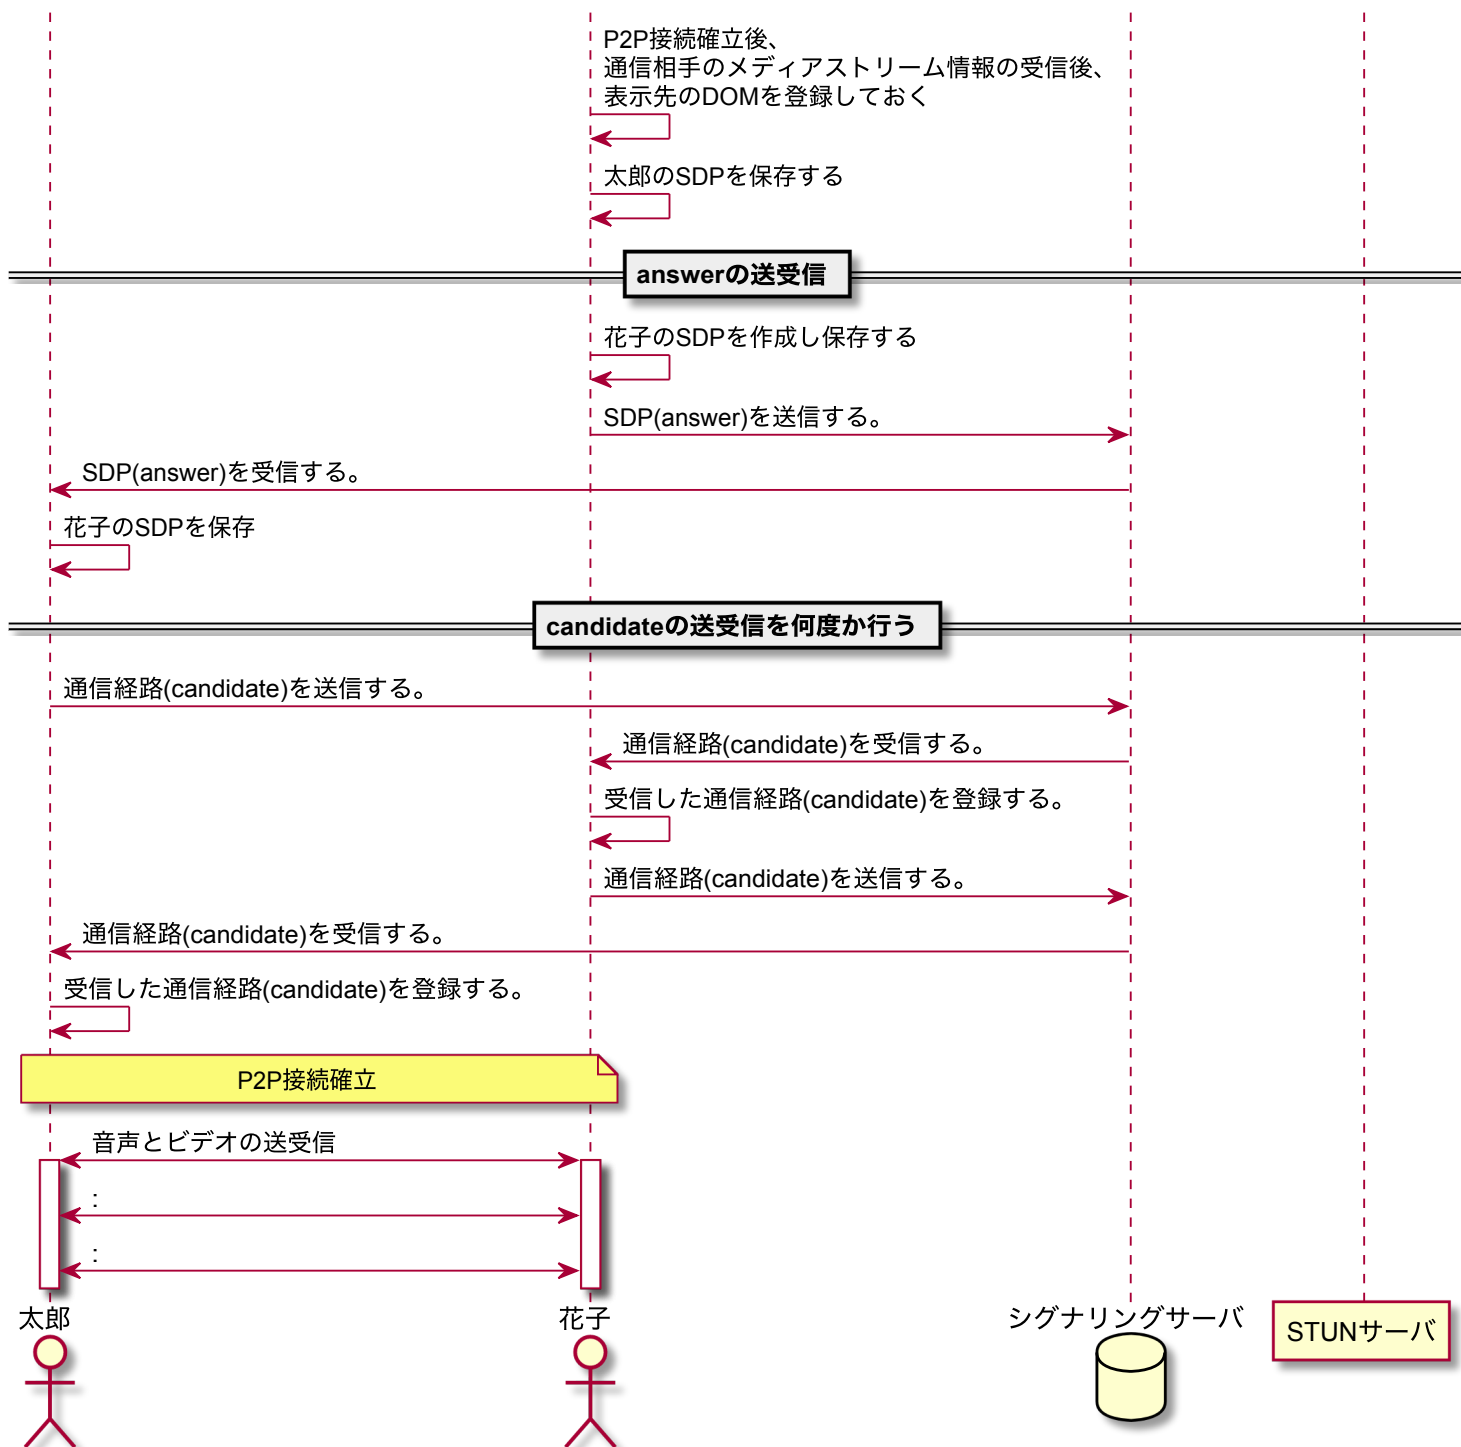 P2P接続確立後、
通信相手のメディアストリーム情報の受信後、
表示先のDOMを登録しておく
太郎のSDPを保存する
answerの送受信
花子のSDPを作成し保存する
SDP(answer)を送信する。
SDP(answer)を受信する。
花子のSDPを保存
candidateの送受信を何度か行う
通信経路(candidate)を送信する。
通信経路(candidate)を受信する。
受信した通信経路(candidate)を登録する。
通信経路(candidate)を送信する。
通信経路(candidate)を受信する。
受信した通信経路(candidate)を登録する。
P2P接続確立
音声とビデオの送受信
:
:
太郎
花子
シグナリングサーバ
STUNサーバ